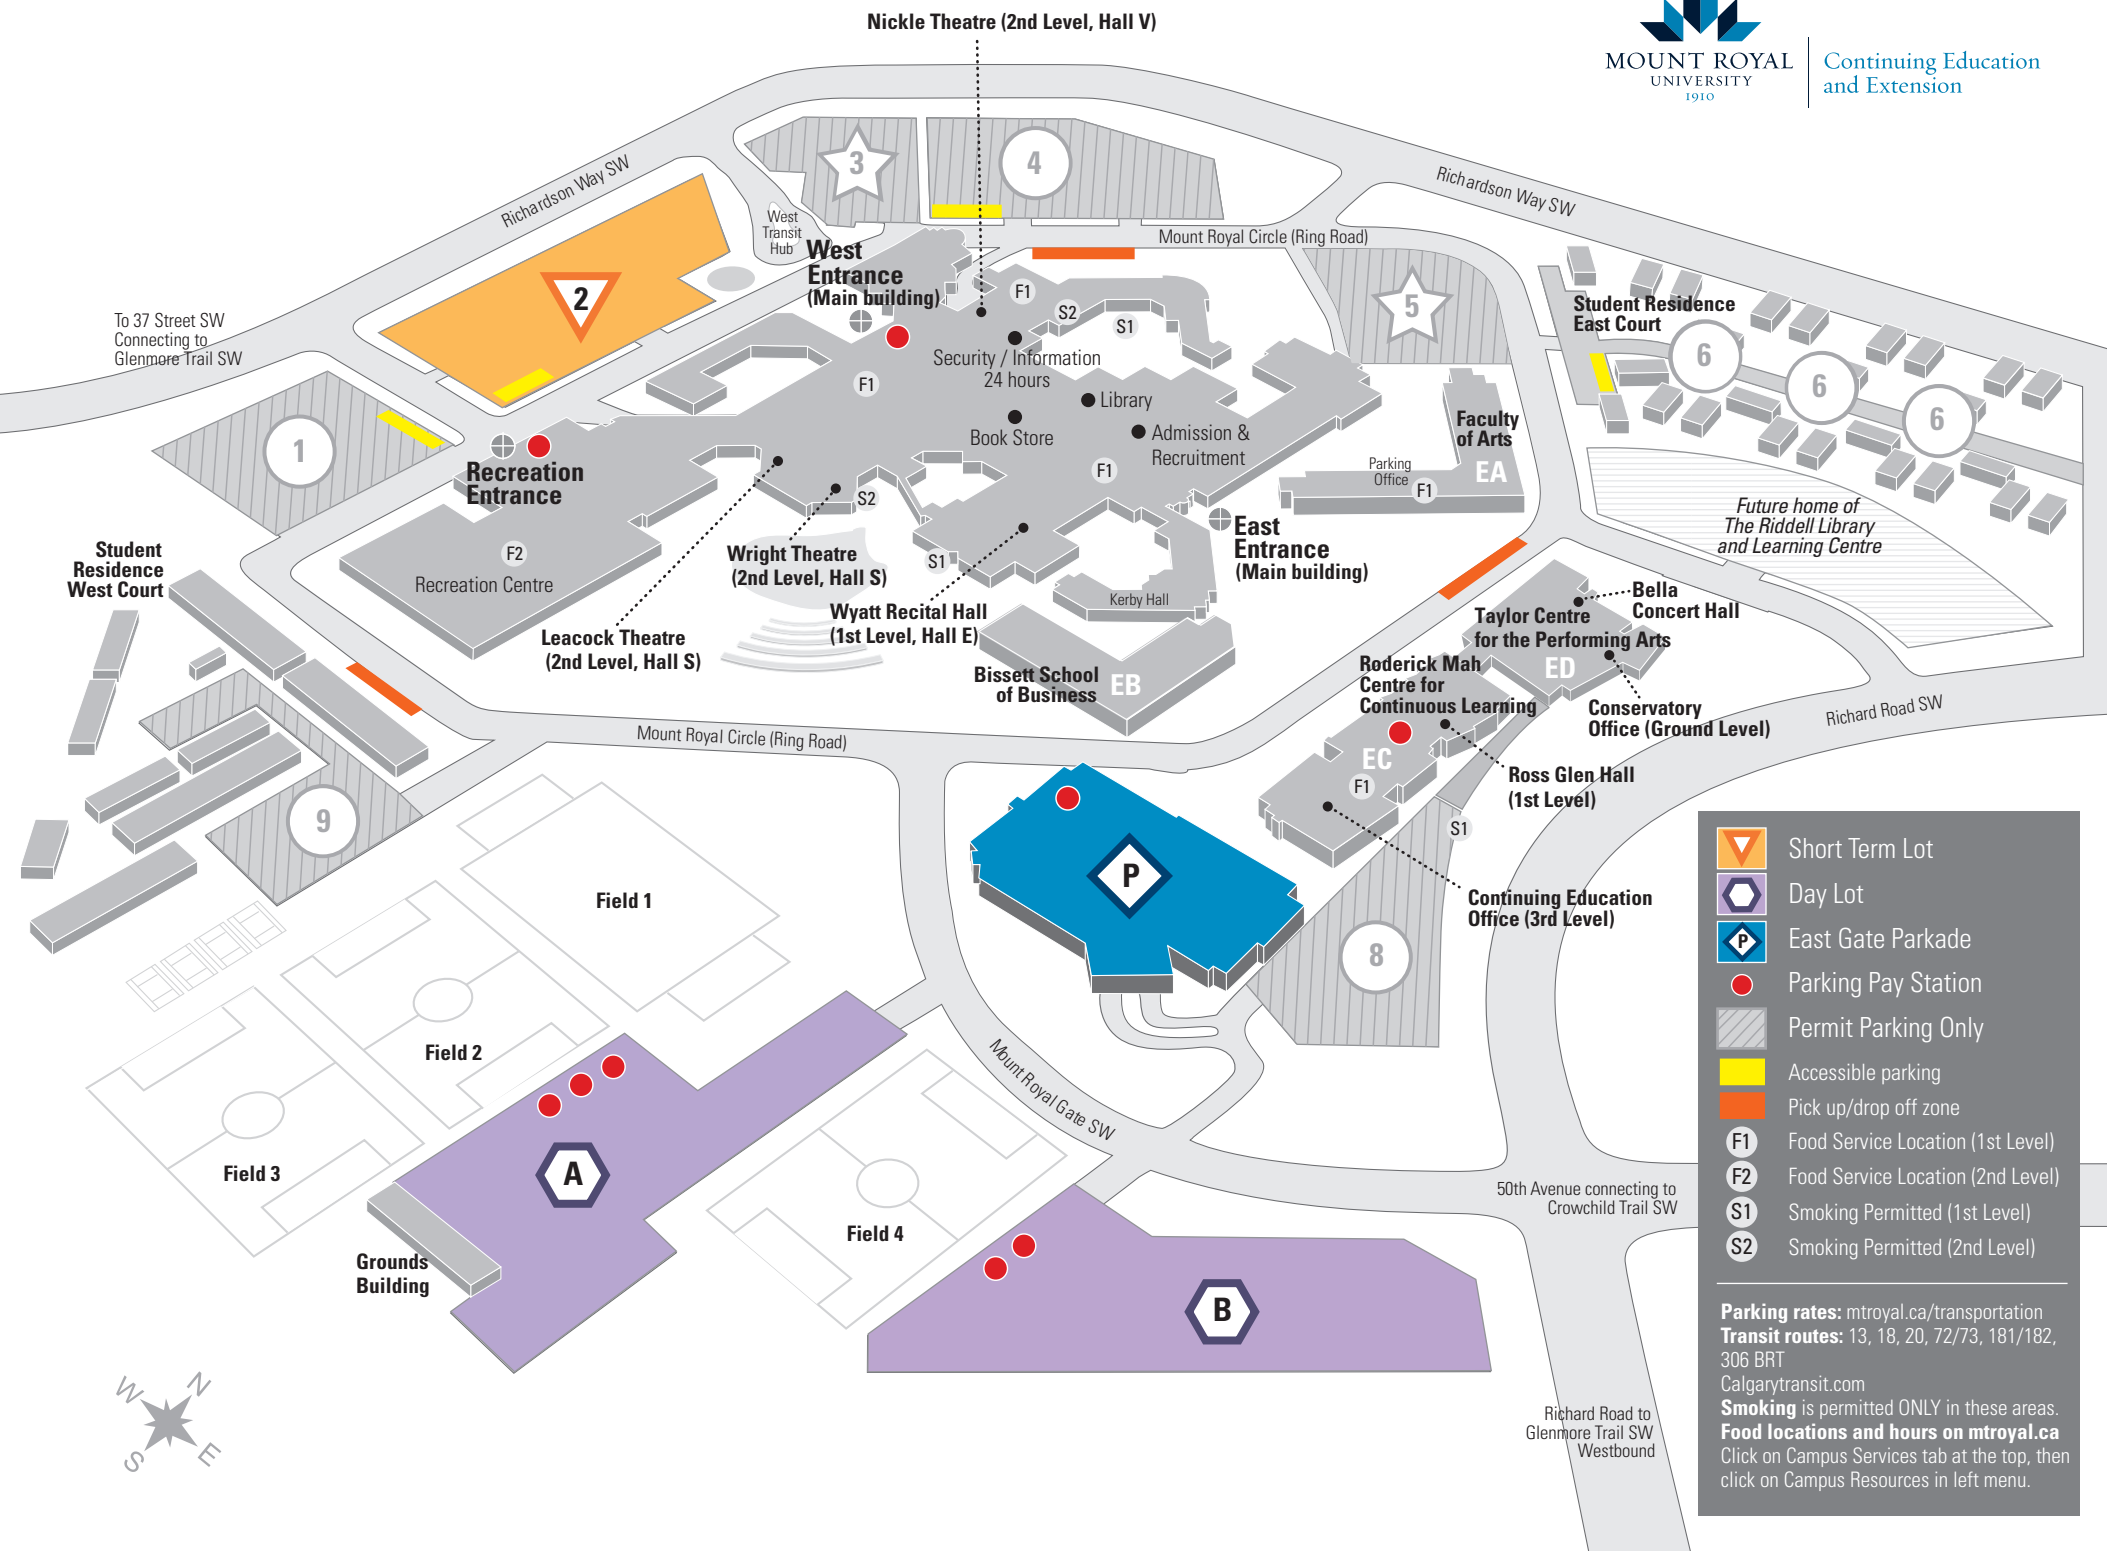 Nickle Theatre (2nd Level, Hall V)
MOUNT ROYAL
UNIVERSITY
1910
Continuing Education
and Extension
Richardson Way SW
Richardson Way SW
3
4
West
Transit
Hub
Mount Royal Circle (Ring Road)
West
Entrance
(Main building)
2
To 37 Street SW
Connecting to
Glenmore Trail SW
F1
S2
S1
5
Student Residence
East Court
6
6
6
Security / Information
24 hours
F1
Library
Book Store
Admission &
Recruitment
F1
Faculty
of Arts
EA
Parking
Office
F1
1
Recreation
Entrance
S2
F2
Recreation Centre
Student
Residence
West Court
Wright Theatre
(2nd Level, Hall S)
S1
East
Entrance
(Main building)
Future home of
The Riddell Library
and Learning Centre
Kerby Hall
Wyatt Recital Hall
(1st Level, Hall E)
Leacock Theatre
(2nd Level, Hall S)
Bissett School
of Business
EB
Bella
Concert Hall
Taylor Centre
for the Performing Arts
ED
Roderick Mah
Centre for
Continuous Learning
Conservatory
Office (Ground Level)
Richard Road SW
Mount Royal Circle (Ring Road)
EC
F1
Ross Glen Hall
(1st Level)
S1
9
P
Field 1
Continuing Education
Office (3rd Level)
8
Field 2
Mount Royal Gate SW
Field 3
A
Field 4
Grounds
Building
B
50th Avenue connecting to
Crowchild Trail SW
Richard Road to
Glenmore Trail SW
Westbound
W
N
S
E
Short Term Lot
Day Lot
P
East Gate Parkade
Parking Pay Station
Permit Parking Only
Accessible parking
Pick up/drop off zone
F1 Food Service Location (1st Level)
F2 Food Service Location (2nd Level)
S1 Smoking Permitted (1st Level)
S2 Smoking Permitted (2nd Level)
Parking rates: mtroyal.ca/transportation
Transit routes: 13, 18, 20, 72/73, 181/182,
306 BRT
Calgarytransit.com
Smoking is permitted ONLY in these areas.
Food locations and hours on mtroyal.ca
Click on Campus Services tab at the top, then
click on Campus Resources in left menu.